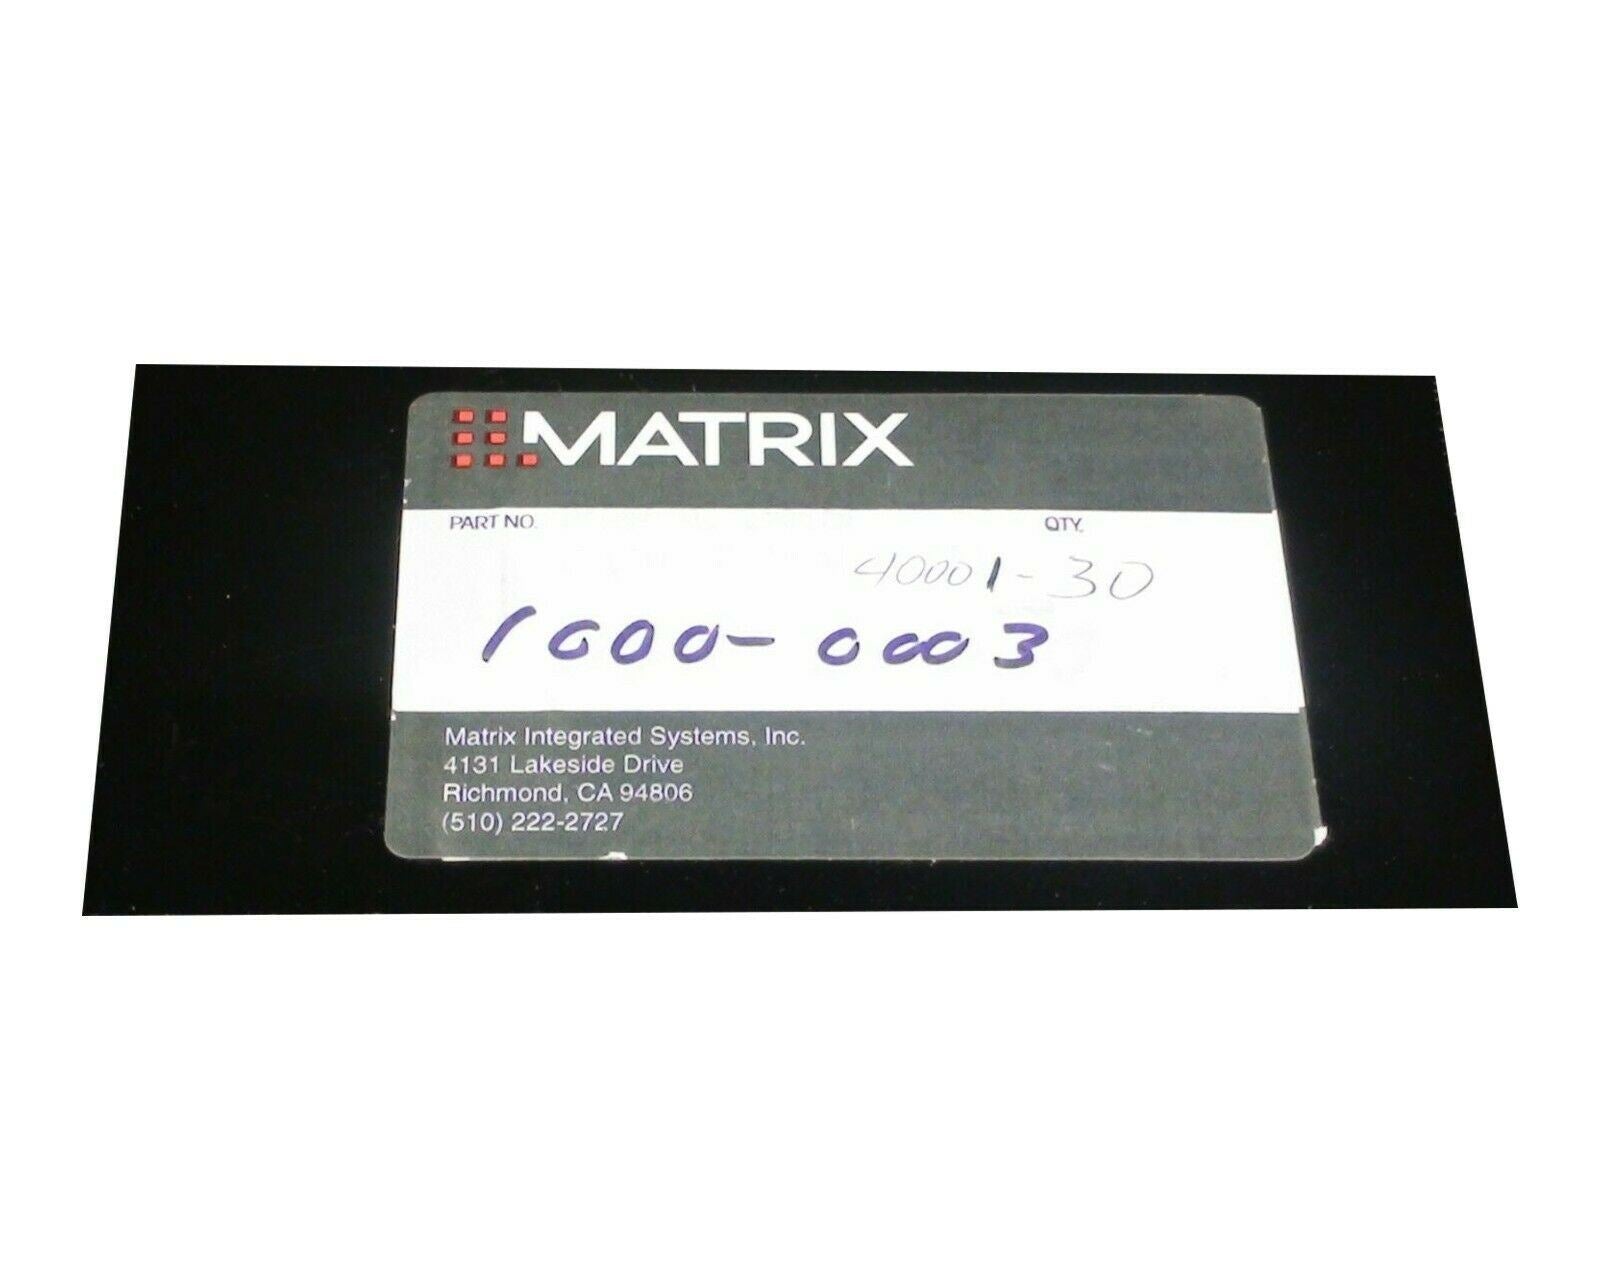 MATRIX
PART NO. QTY.
40001-30
1000-0003
Matrix Integrated Systems, Inc.
4131 Lakeside Drive
Richmond, CA 94806
(510) 222-2727